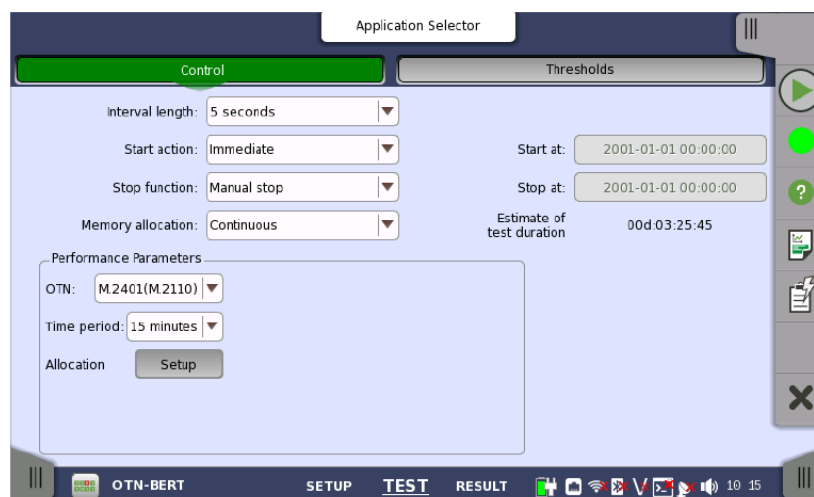 Application Selector
Control
Thresholds
Interval length: 5 seconds
Start action: Immediate
Start at: 2001-01-01 00:00:00
Stop function: Manual stop
Stop at: 2001-01-01 00:00:00
Memory allocation: Continuous
Estimate of
test duration
00d:03:25:45
Performance Parameters
OTN: M.2401(M.2110)
Time period: 15 minutes
Allocation Setup
OTN-BERT SETUP TEST RESULT 10 15